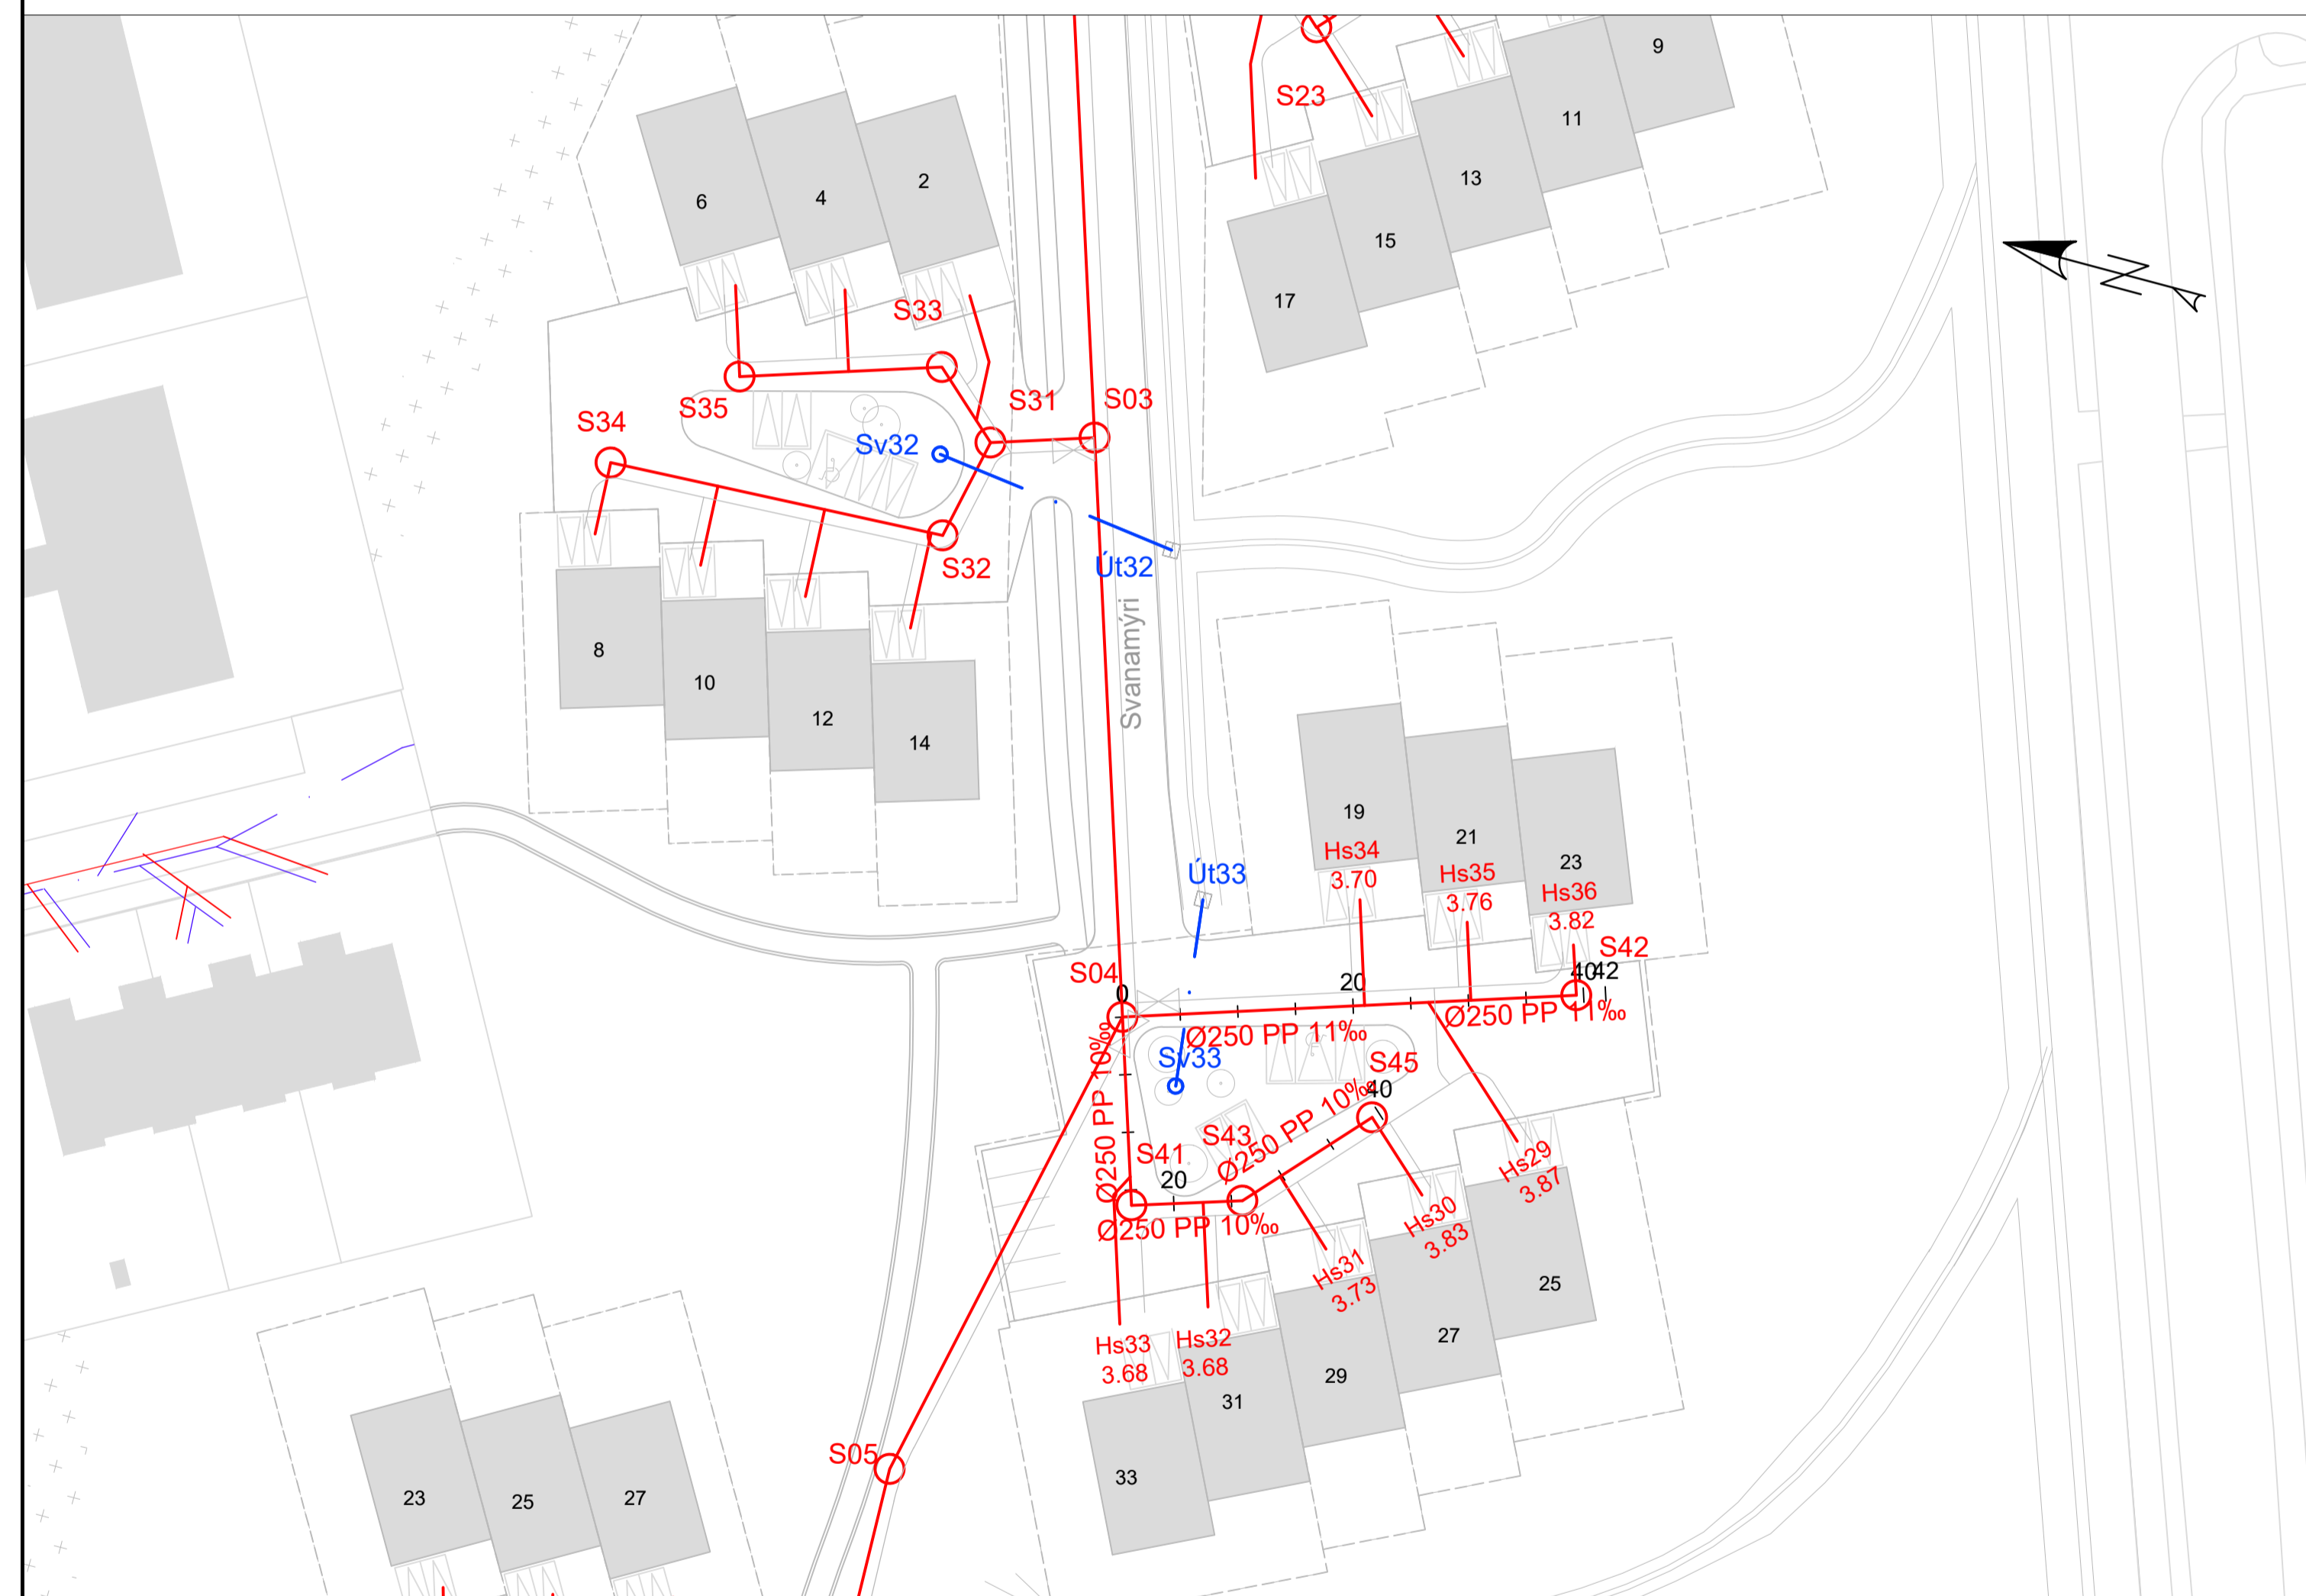 9
S23
11
2
13
4
6
15
17
S33
S31
S03
S35
S34
Sv32
Út32
S32
Svanamýri
8
10
12
14
19
21
23
Hs34
3.70
Hs35
3.76
Hs36
3.82
Út33
S42
S04
0
20
40
42
Ø250 PP 11‰
Ø250 PP 11‰
Ø250 PP 10‰
Sv33
S45
40
Ø250 PP 10‰
S43
S41
20
Ø250 PP 10‰
Hs29
3.87
Hs30
3.83
Hs31
3.73
Hs32
3.68
Hs33
3.68
25
27
29
31
33
S05
23
25
27
N